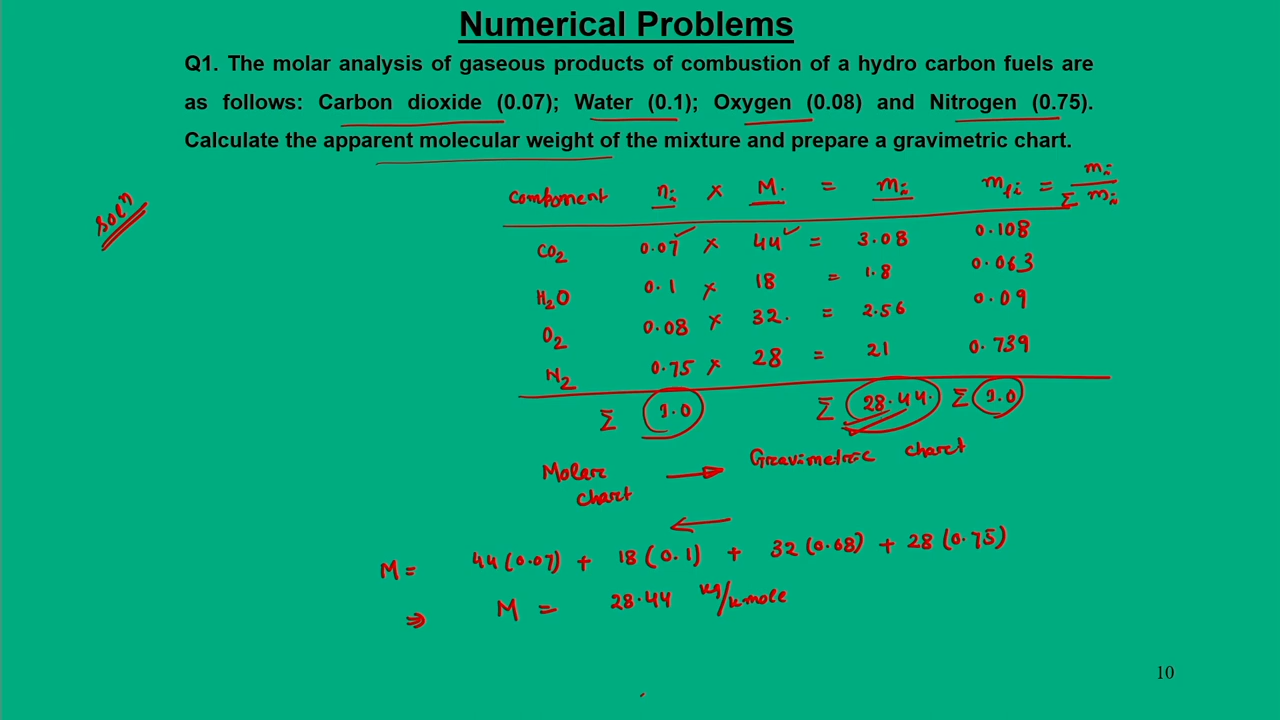 Numerical Problems
Q1. The molar analysis of gaseous products of combustion of a hydro carbon fuels are
as follows: Carbon dioxide (0.07); Water (0.1); Oxygen (0.08) and Nitrogen (0.75).
Calculate the apparent molecular weight of the mixture and prepare a gravimetric chart.
Solⁿ
Component nᵢ × M. = mᵢ mfi = mᵢ / Σ mᵢ
CO₂ 0.07 × 44 = 3.08 0.108
H₂O 0.1 × 18 = 1.8 0.063
O₂ 0.08 × 32. = 2.56 0.09
N₂ 0.75 × 28 = 21 0.739
Σ 1.0 Σ 28.44. Σ 1.0
Molar chart → Gravimetric chart
←
M = 44(0.07) + 18(0.1) + 32(0.08) + 28(0.75)
⇒ M = 28.44 kg/kmole
10